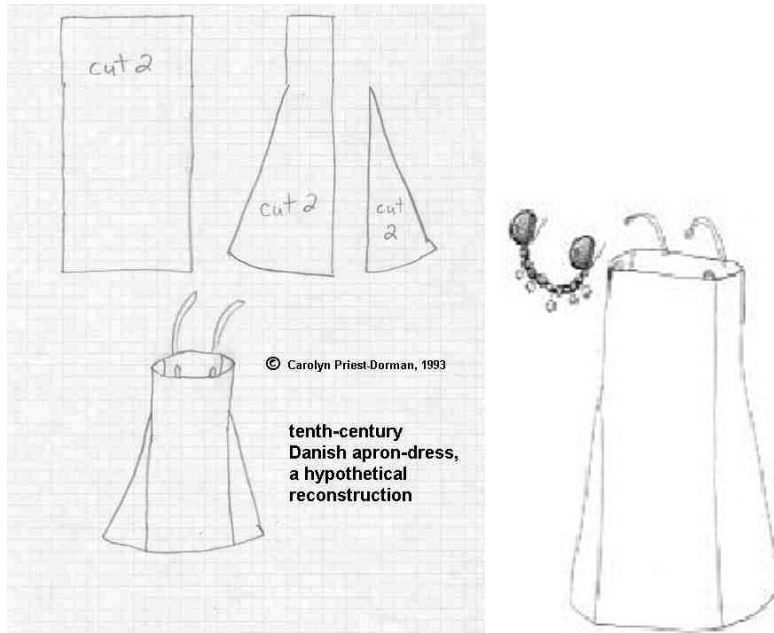 cut 2
cut 2
cut
2
© Carolyn Priest-Dorman, 1993
tenth-century
Danish apron-dress,
a hypothetical
reconstruction